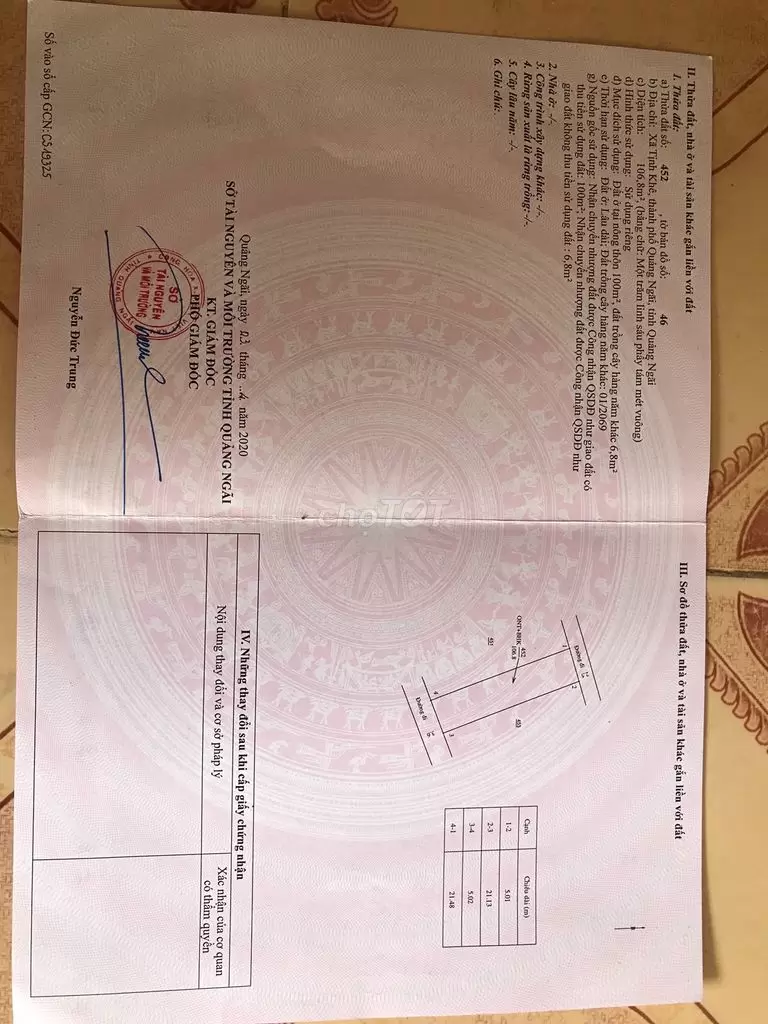 II. Thửa đất, nhà ở và tài sản khác gắn liền với đất
1. Thửa đất:
a) Thửa đất số: 452 , tờ bản đồ số: 46
b) Địa chỉ: Xã Tịnh Khê, thành phố Quảng Ngãi, tỉnh Quảng Ngãi
c) Diện tích: 106,8m², (bằng chữ: Một trăm linh sáu phẩy tám mét vuông)
d) Hình thức sử dụng: Sử dụng riêng
đ) Mục đích sử dụng: Đất ở tại nông thôn 100m², đất trồng cây hàng năm khác 6,8m²
e) Thời hạn sử dụng: Đất ở: Lâu dài; Đất trồng cây hàng năm khác: 01/2069
g) Nguồn gốc sử dụng: Nhận chuyển nhượng đất được Công nhận QSDĐ như giao đất có
thu tiền sử dụng đất: 100m²; Nhận chuyển nhượng đất được Công nhận QSDĐ như
giao đất không thu tiền sử dụng đất : 6,8m²
2. Nhà ở: -/-.
3. Công trình xây dựng khác: -/-.
4. Rừng sản xuất là rừng trồng: -/-.
5. Cây lâu năm: -/-.
6. Ghi chú:
Quảng Ngãi, ngày 23 tháng ..4. năm 2020
SỞ TÀI NGUYÊN VÀ MÔI TRƯỜNG TỈNH QUẢNG NGÃI
KT. GIÁM ĐỐC
PHÓ GIÁM ĐỐC
SỞ
TÀI NGUYÊN
VÀ MÔI TRƯỜNG
Nguyễn Đức Trung
Số vào sổ cấp GCN: CS 19325
III. Sơ đồ thửa đất, nhà ở và tài sản khác gắn liền với đất
Đường đi
1
2
ONT+BHK 452
106.8
451
453
4
3
Đường đi
Cạnh Chiều dài (m)
1-2 5.01
2-3 21.13
3-4 5.02
4-1 21.48
IV. Những thay đổi sau khi cấp giấy chứng nhận
Nội dung thay đổi và cơ sở pháp lý
Xác nhận của cơ quan
có thẩm quyền
choTỐT